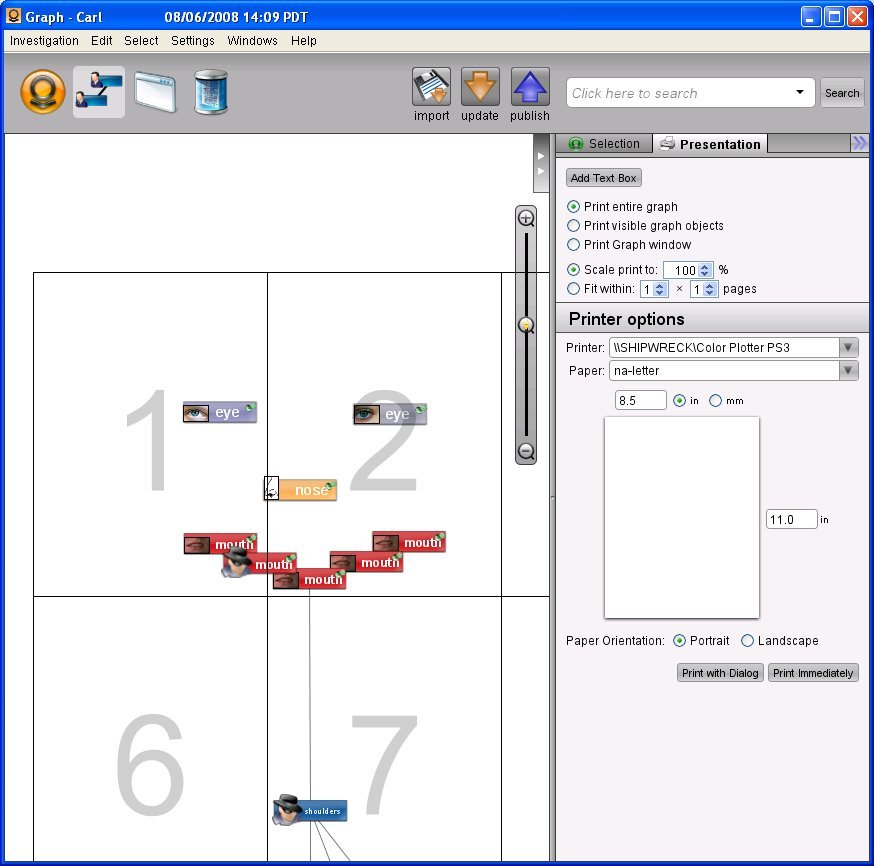 Graph - Carl 08/06/2008 14:09 PDT
Investigation Edit Select Settings Windows Help
import update publish
Click here to search
Search
Selection Presentation
Add Text Box
Print entire graph
Print visible graph objects
Print Graph window
Scale print to: 100 %
Fit within: 1 × 1 pages
Printer options
Printer: \\SHIPWRECK\Color Plotter PS3
Paper: na-letter
8.5 in mm
11.0 in
Paper Orientation: Portrait Landscape
Print with Dialog Print Immediately
1 2
eye eye
nose
mouth mouth
mouth mouth
mouth
6 7
shoulders